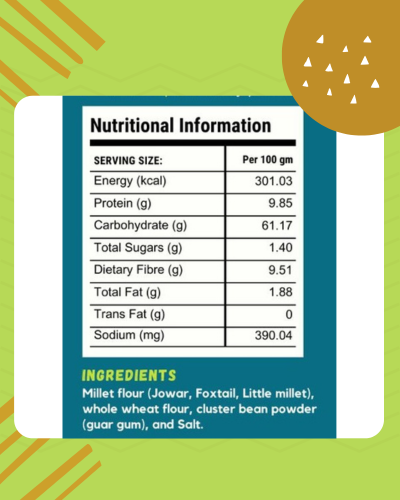 Nutritional Information
SERVING SIZE: Per 100 gm
Energy (kcal) 301.03
Protein (g) 9.85
Carbohydrate (g) 61.17
Total Sugars (g) 1.40
Dietary Fibre (g) 9.51
Total Fat (g) 1.88
Trans Fat (g) 0
Sodium (mg) 390.04
INGREDIENTS
Millet flour (Jowar, Foxtail, Little millet),
whole wheat flour, cluster bean powder
(guar gum), and Salt.